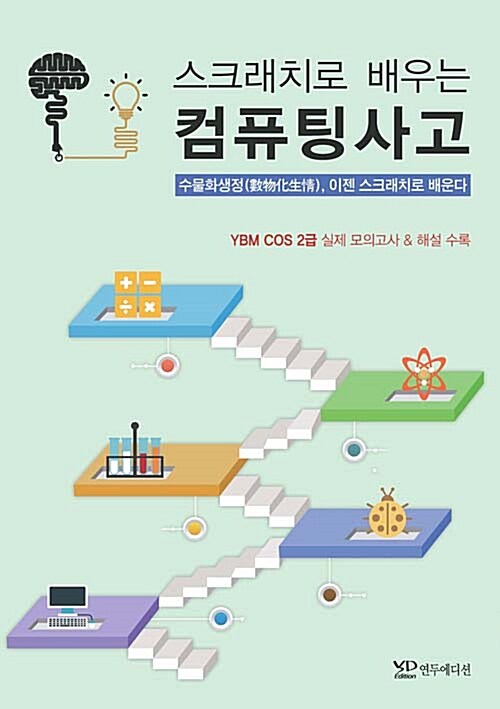 스크래치로 배우는
컴퓨팅사고
수물화생정(數物化生情), 이젠 스크래치로 배운다
YBM COS 2급 실제 모의고사 & 해설 수록
YD Edition 연두에디션